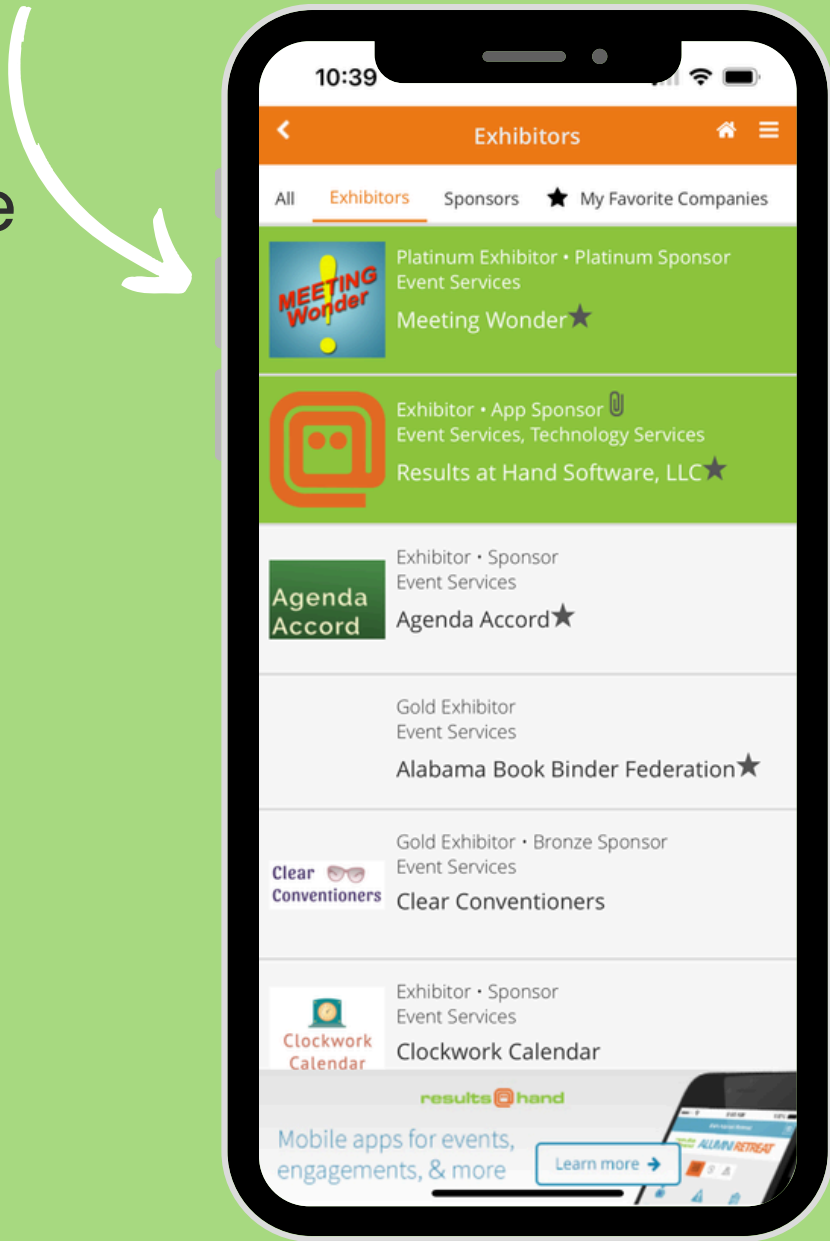 e
10:39
Exhibitors
All Exhibitors Sponsors My Favorite Companies
MEETING
Wonder
Platinum Exhibitor • Platinum Sponsor
Event Services
Meeting Wonder
Exhibitor • App Sponsor
Event Services, Technology Services
Results at Hand Software, LLC
Agenda
Accord
Exhibitor • Sponsor
Event Services
Agenda Accord
Gold Exhibitor
Event Services
Alabama Book Binder Federation
Clear
Conventioners
Gold Exhibitor • Bronze Sponsor
Event Services
Clear Conventioners
Clockwork
Calendar
Exhibitor • Sponsor
Event Services
Clockwork Calendar
results@hand
Mobile apps for events,
engagements, & more
Learn more
ALUMNI RETREAT